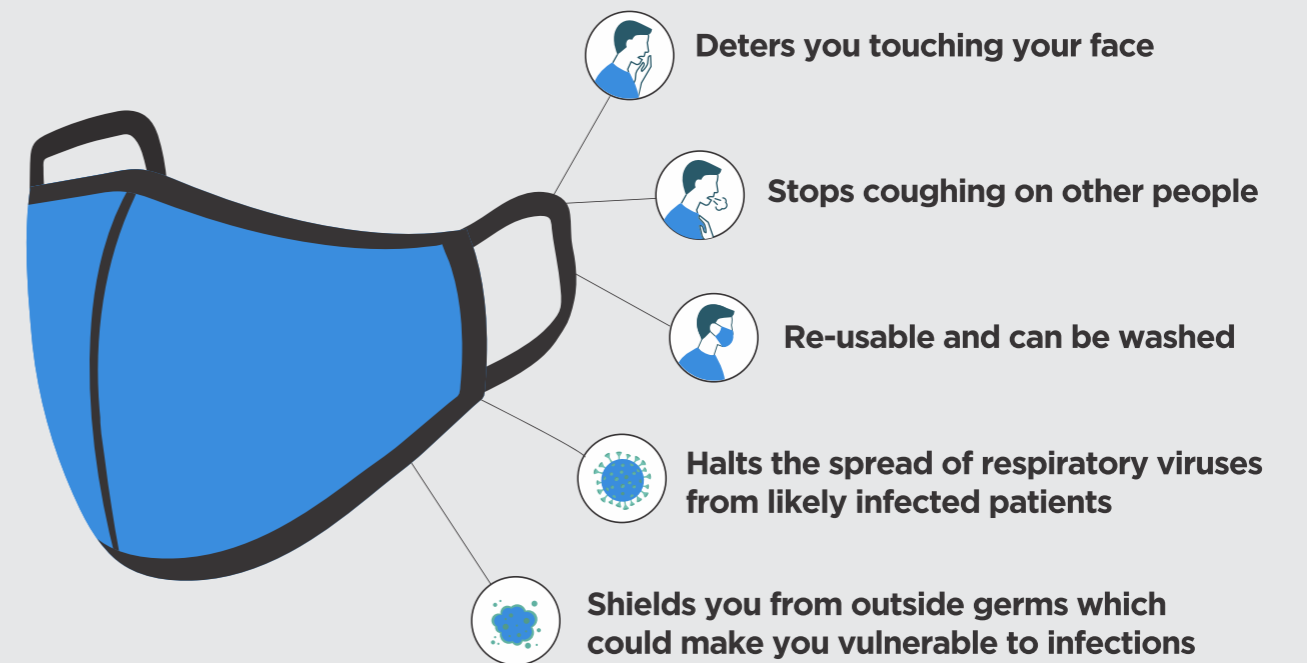 Deters you touching your face
Stops coughing on other people
Re-usable and can be washed
Halts the spread of respiratory viruses
from likely infected patients
Shields you from outside germs which
could make you vulnerable to infections